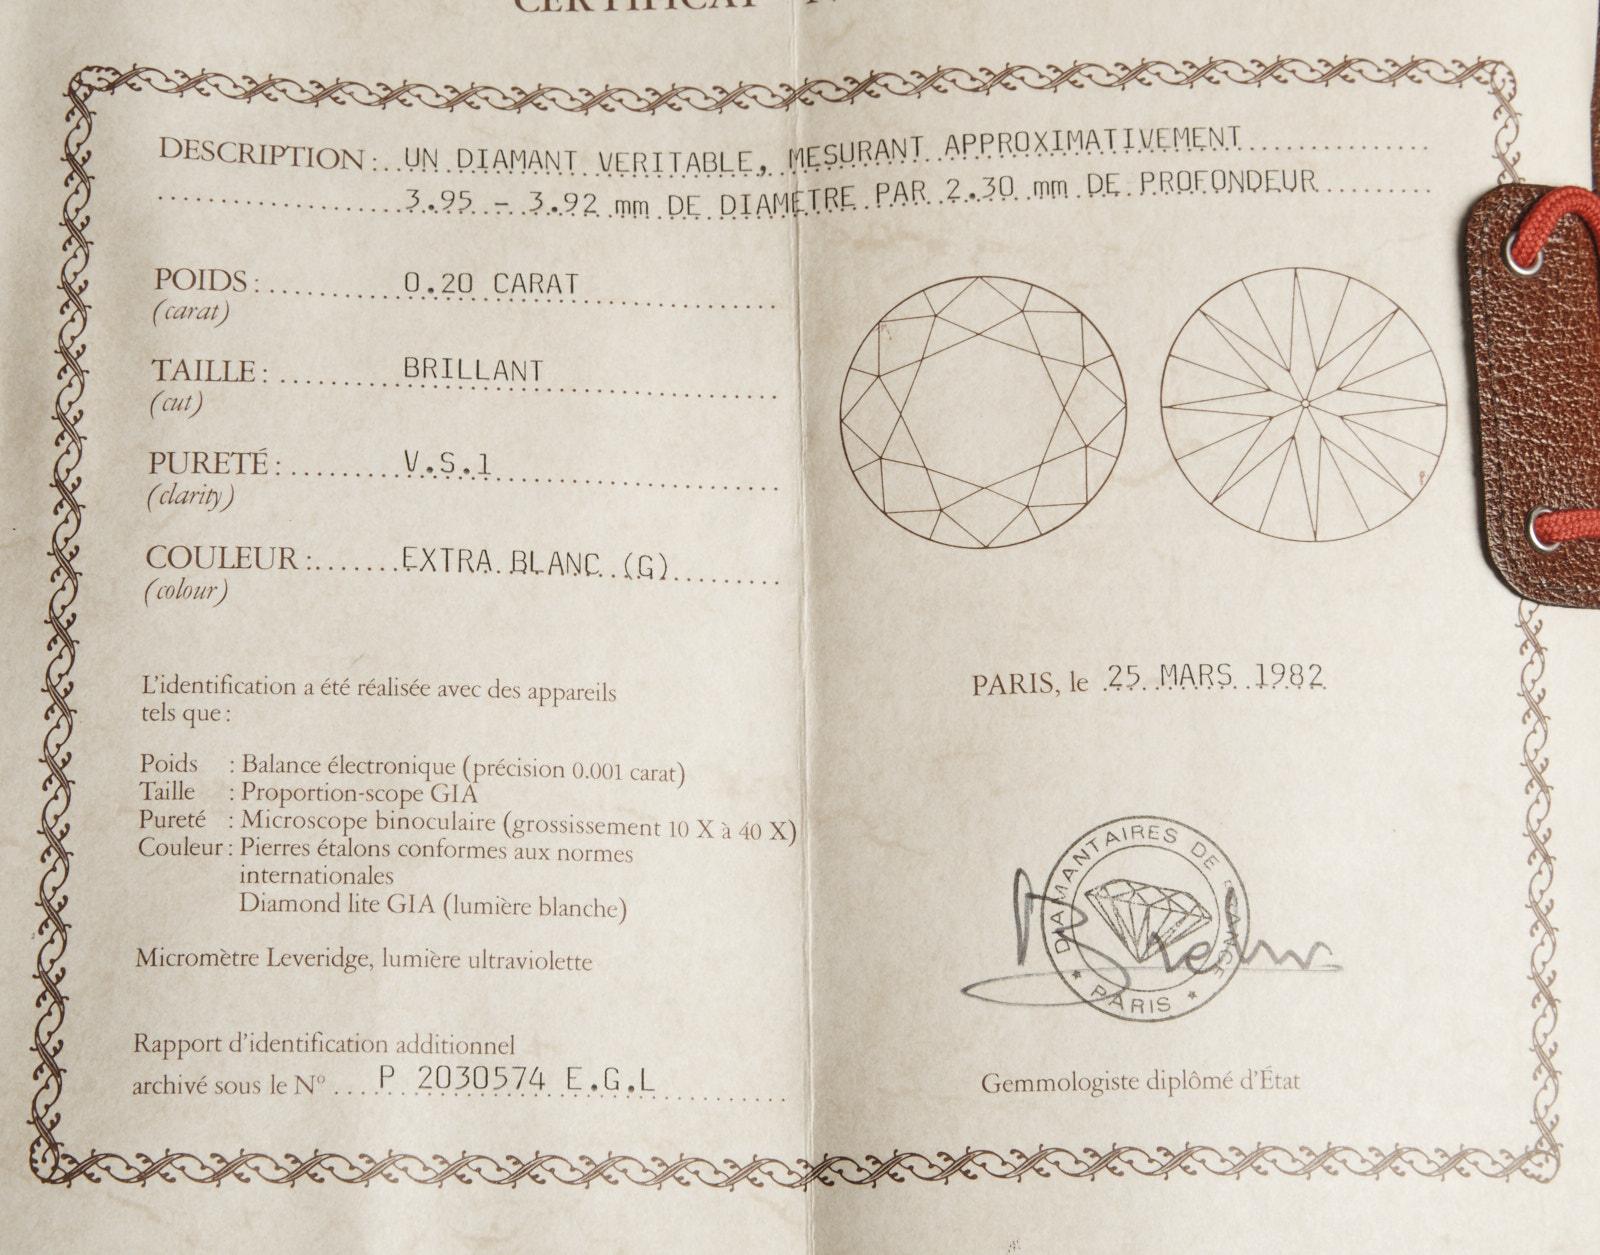 CERTIFICAT
DESCRIPTION : UN DIAMANT VERITABLE, MESURANT APPROXIMATIVEMENT
3.95 - 3.92 mm DE DIAMETRE PAR 2.30 mm DE PROFONDEUR
POIDS : 0.20 CARAT
(carat)
TAILLE : BRILLANT
(cut)
PURETÉ : V.S.1
(clarity)
COULEUR : EXTRA BLANC (G)
(colour)
L'identification a été réalisée avec des appareils
tels que :
Poids : Balance électronique (précision 0.001 carat)
Taille : Proportion-scope GIA
Pureté : Microscope binoculaire (grossissement 10 X à 40 X)
Couleur : Pierres étalons conformes aux normes
internationales
Diamond lite GIA (lumière blanche)
Micromètre Leveridge, lumière ultraviolette
Rapport d'identification additionnel
archivé sous le N° P 2030574 E.G.L
PARIS, le 25 MARS 1982
DIAMANTAIRES DE FRANCE
* PARIS *
Gemmologiste diplômé d'État